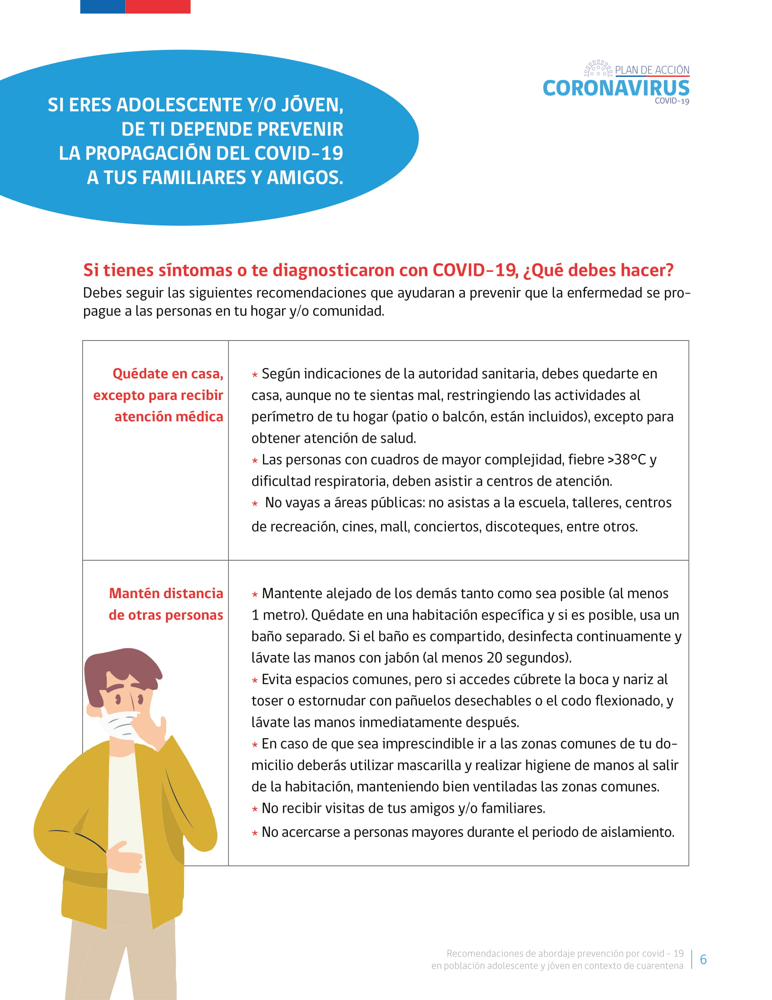 PLAN DE ACCIÓN
CORONAVIRUS
COVID-19
SI ERES ADOLESCENTE Y/O JÓVEN,
DE TI DEPENDE PREVENIR
LA PROPAGACIÓN DEL COVID-19
A TUS FAMILIARES Y AMIGOS.
Si tienes síntomas o te diagnosticaron con COVID-19, ¿Qué debes hacer?
Debes seguir las siguientes recomendaciones que ayudaran a prevenir que la enfermedad se pro-
pague a las personas en tu hogar y/o comunidad.
Quédate en casa,
excepto para recibir
atención médica
* Según indicaciones de la autoridad sanitaria, debes quedarte en
casa, aunque no te sientas mal, restringiendo las actividades al
perímetro de tu hogar (patio o balcón, están incluidos), excepto para
obtener atención de salud.
* Las personas con cuadros de mayor complejidad, fiebre >38°C y
dificultad respiratoria, deben asistir a centros de atención.
* No vayas a áreas públicas: no asistas a la escuela, talleres, centros
de recreación, cines, mall, conciertos, discoteques, entre otros.
Mantén distancia
de otras personas
* Mantente alejado de los demás tanto como sea posible (al menos
1 metro). Quédate en una habitación específica y si es posible, usa un
baño separado. Si el baño es compartido, desinfecta continuamente y
lávate las manos con jabón (al menos 20 segundos).
* Evita espacios comunes, pero si accedes cúbrete la boca y nariz al
toser o estornudar con pañuelos desechables o el codo flexionado, y
lávate las manos inmediatamente después.
* En caso de que sea imprescindible ir a las zonas comunes de tu do-
micilio deberás utilizar mascarilla y realizar higiene de manos al salir
de la habitación, manteniendo bien ventiladas las zonas comunes.
* No recibir visitas de tus amigos y/o familiares.
* No acercarse a personas mayores durante el periodo de aislamiento.
Recomendaciones de abordaje prevención por covid - 19
en población adolescente y jóven en contexto de cuarentena
6